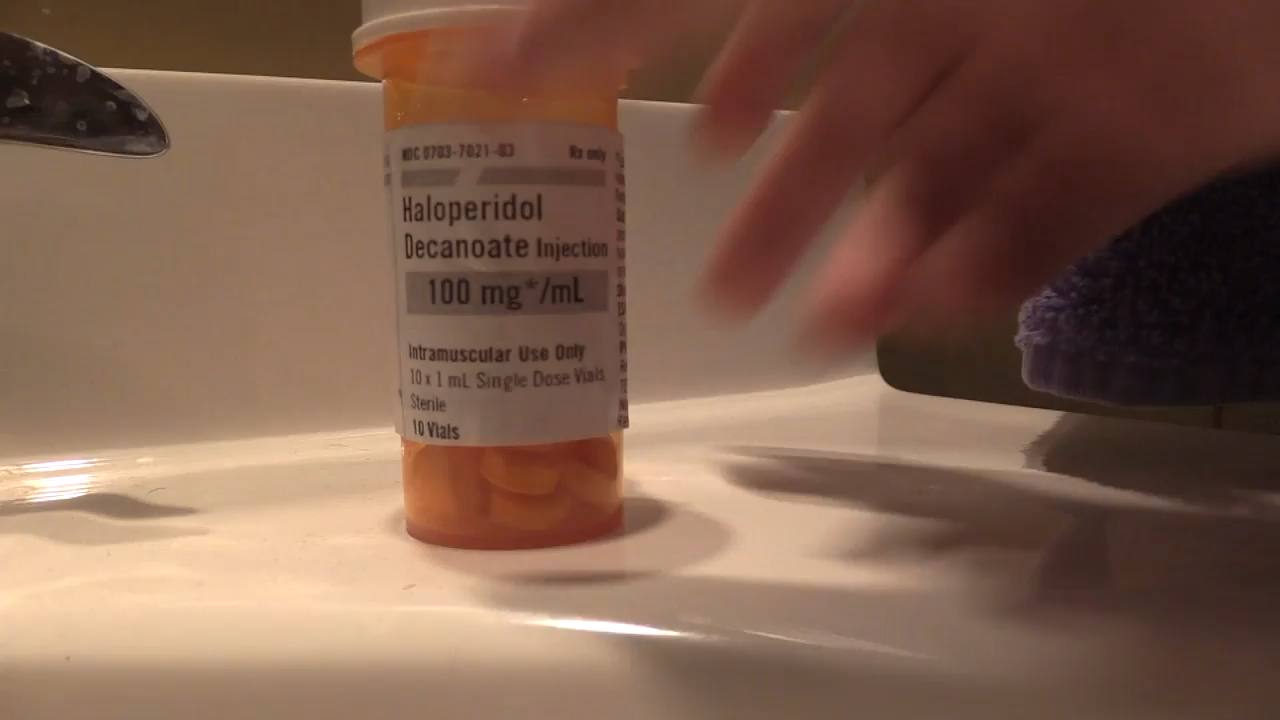 NDC 0703-7021-03 Rx only
Haloperidol
Decanoate Injection
100 mg*/mL
Intramuscular Use Only
10 x 1 mL Single Dose Vials
Sterile
10 Vials